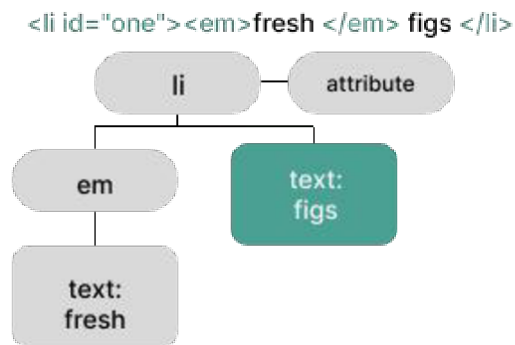 <li id="one"><em>fresh </em> figs </li>
li
attribute
em
text:
figs
text:
fresh